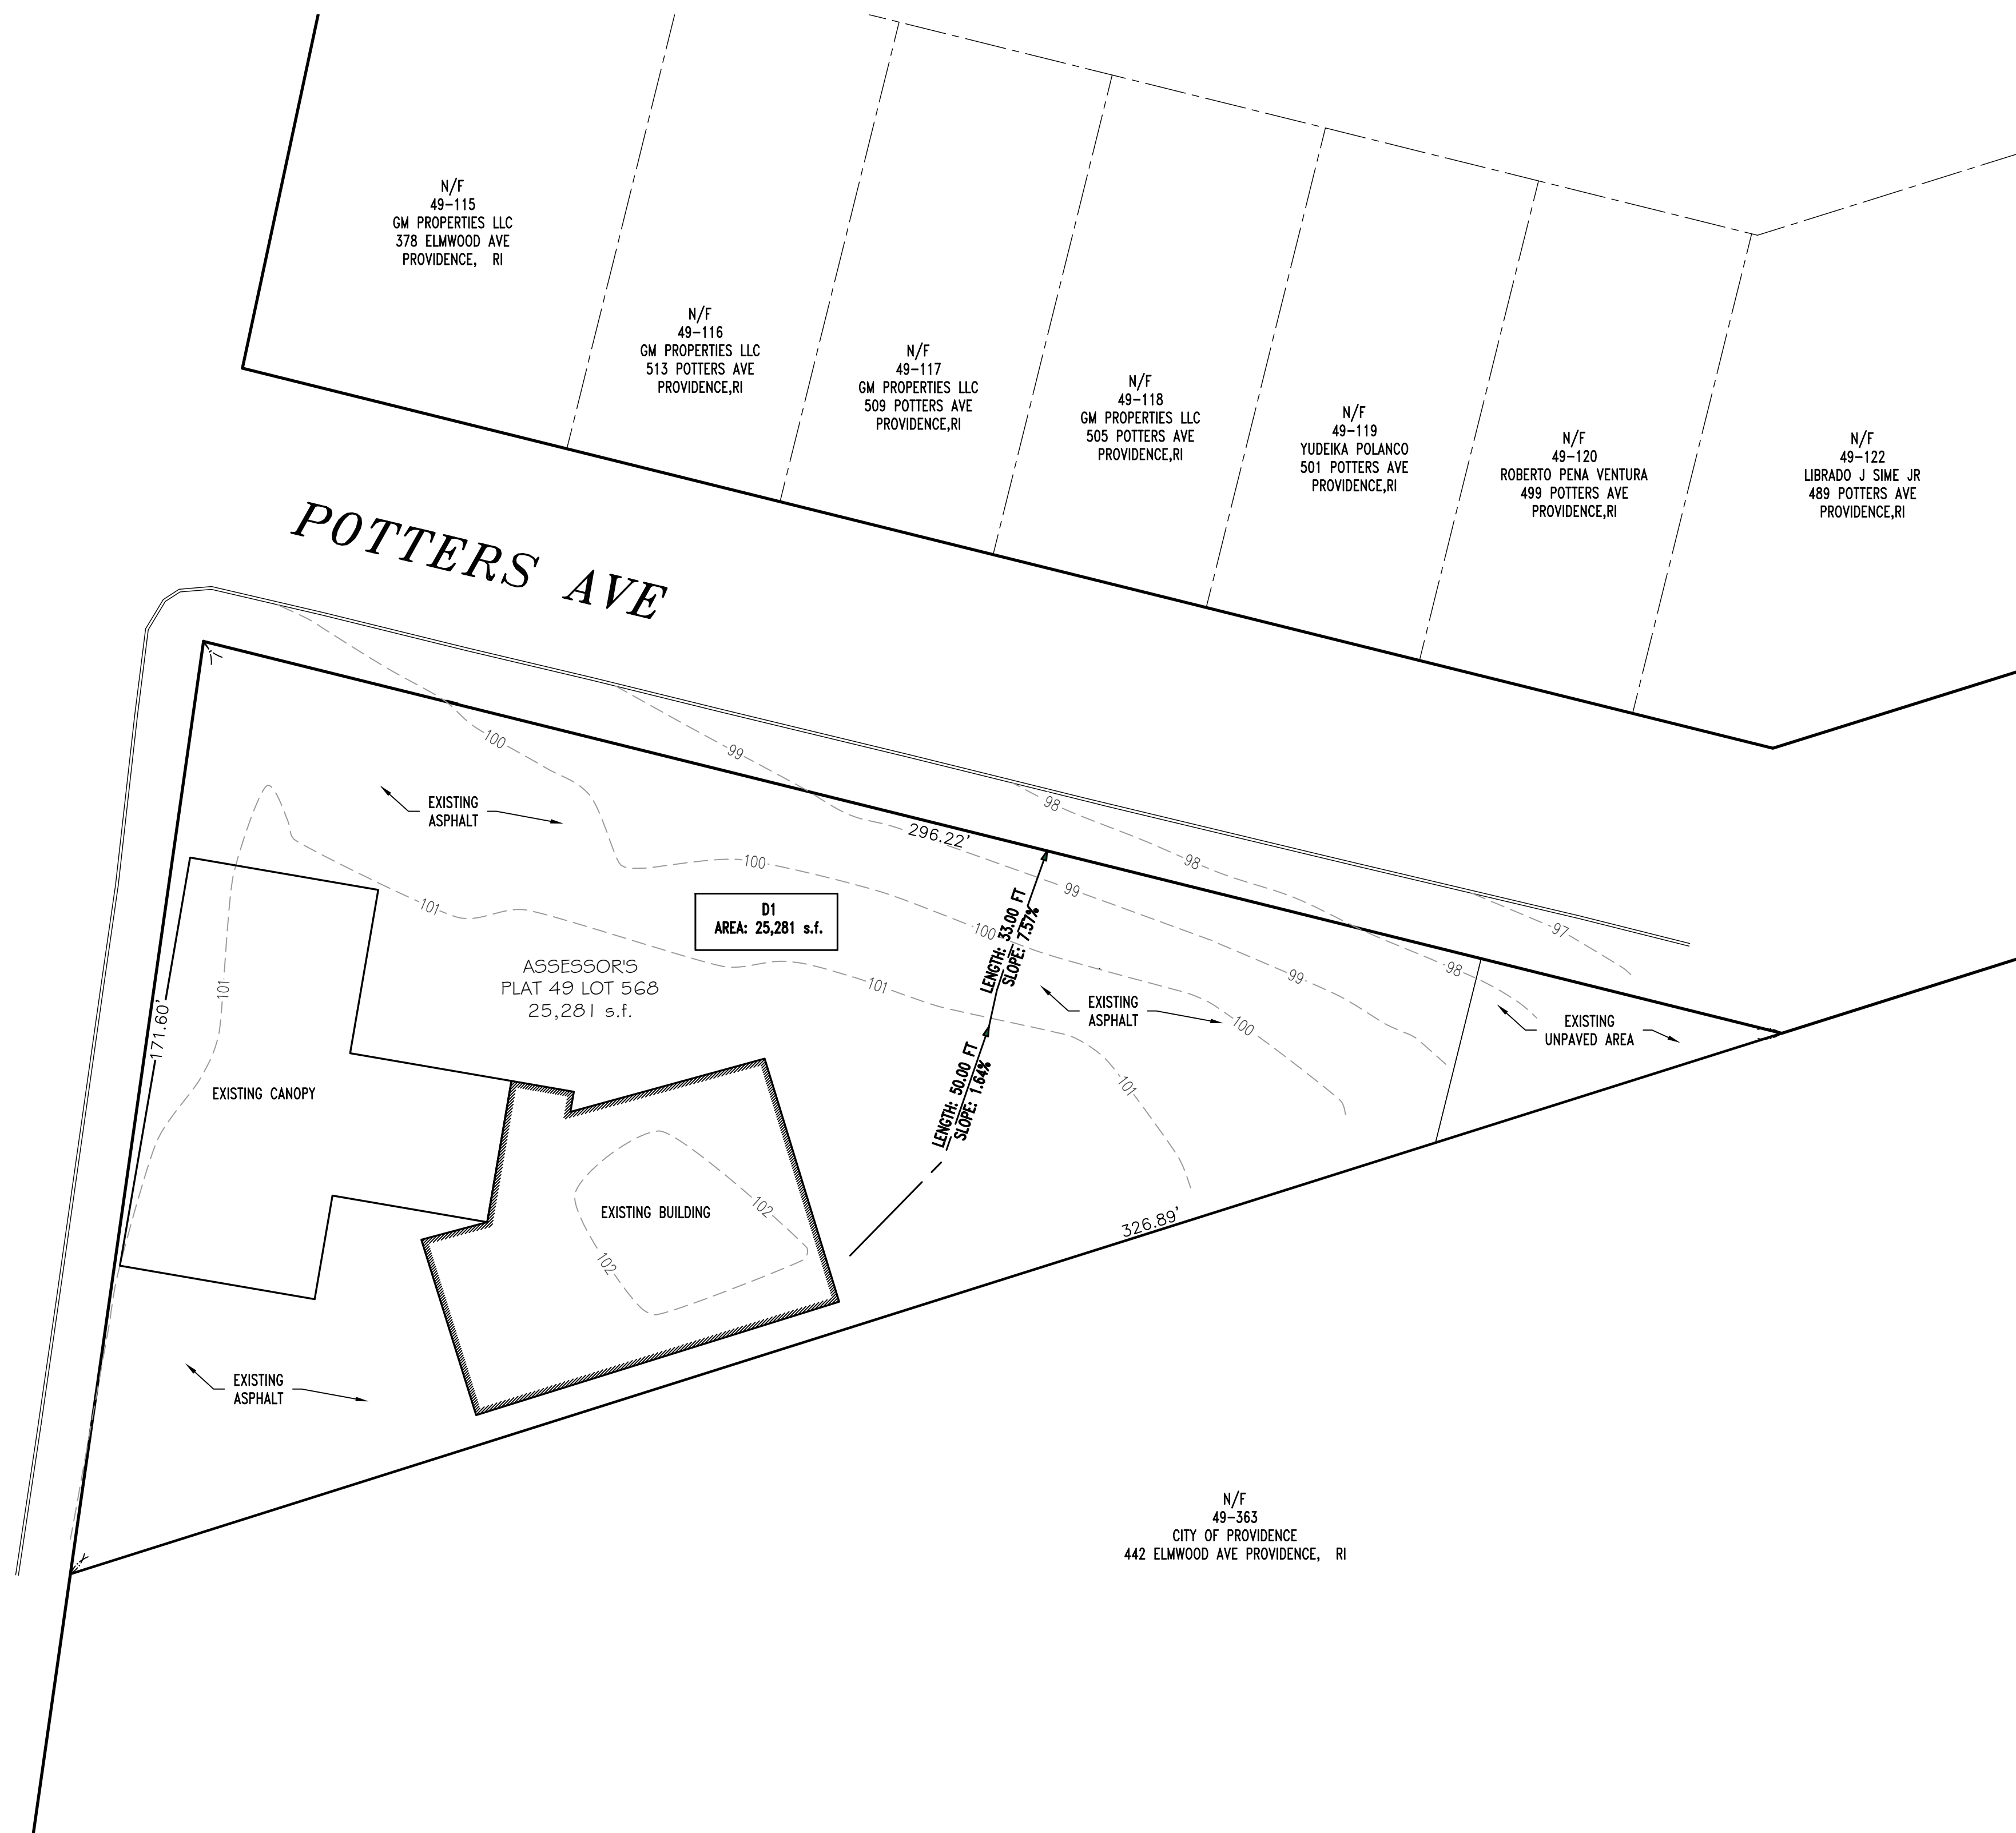 N/F
49-115
GM PROPERTIES LLC
378 ELMWOOD AVE
PROVIDENCE, RI
N/F
49-116
GM PROPERTIES LLC
513 POTTERS AVE
PROVIDENCE,RI
N/F
49-117
GM PROPERTIES LLC
509 POTTERS AVE
PROVIDENCE,RI
N/F
49-118
GM PROPERTIES LLC
505 POTTERS AVE
PROVIDENCE,RI
N/F
49-119
YUDEIKA POLANCO
501 POTTERS AVE
PROVIDENCE,RI
N/F
49-120
ROBERTO PENA VENTURA
499 POTTERS AVE
PROVIDENCE,RI
N/F
49-122
LIBRADO J SIME JR
489 POTTERS AVE
PROVIDENCE,RI
POTTERS AVE
100
99
98
98
97
98
EXISTING
ASPHALT
296.22'
100
99
99
101
D1
AREA: 25,281 s.f.
100
LENGTH: 33.00 FT
SLOPE: 7.57%
ASSESSOR'S
PLAT 49 LOT 568
25,281 s.f.
101
101
EXISTING
ASPHALT
100
EXISTING
UNPAVED AREA
171.60'
LENGTH: 50.00 FT
SLOPE: 1.64%
101
EXISTING CANOPY
EXISTING BUILDING
102
102
326.89'
EXISTING
ASPHALT
N/F
49-363
CITY OF PROVIDENCE
442 ELMWOOD AVE PROVIDENCE, RI